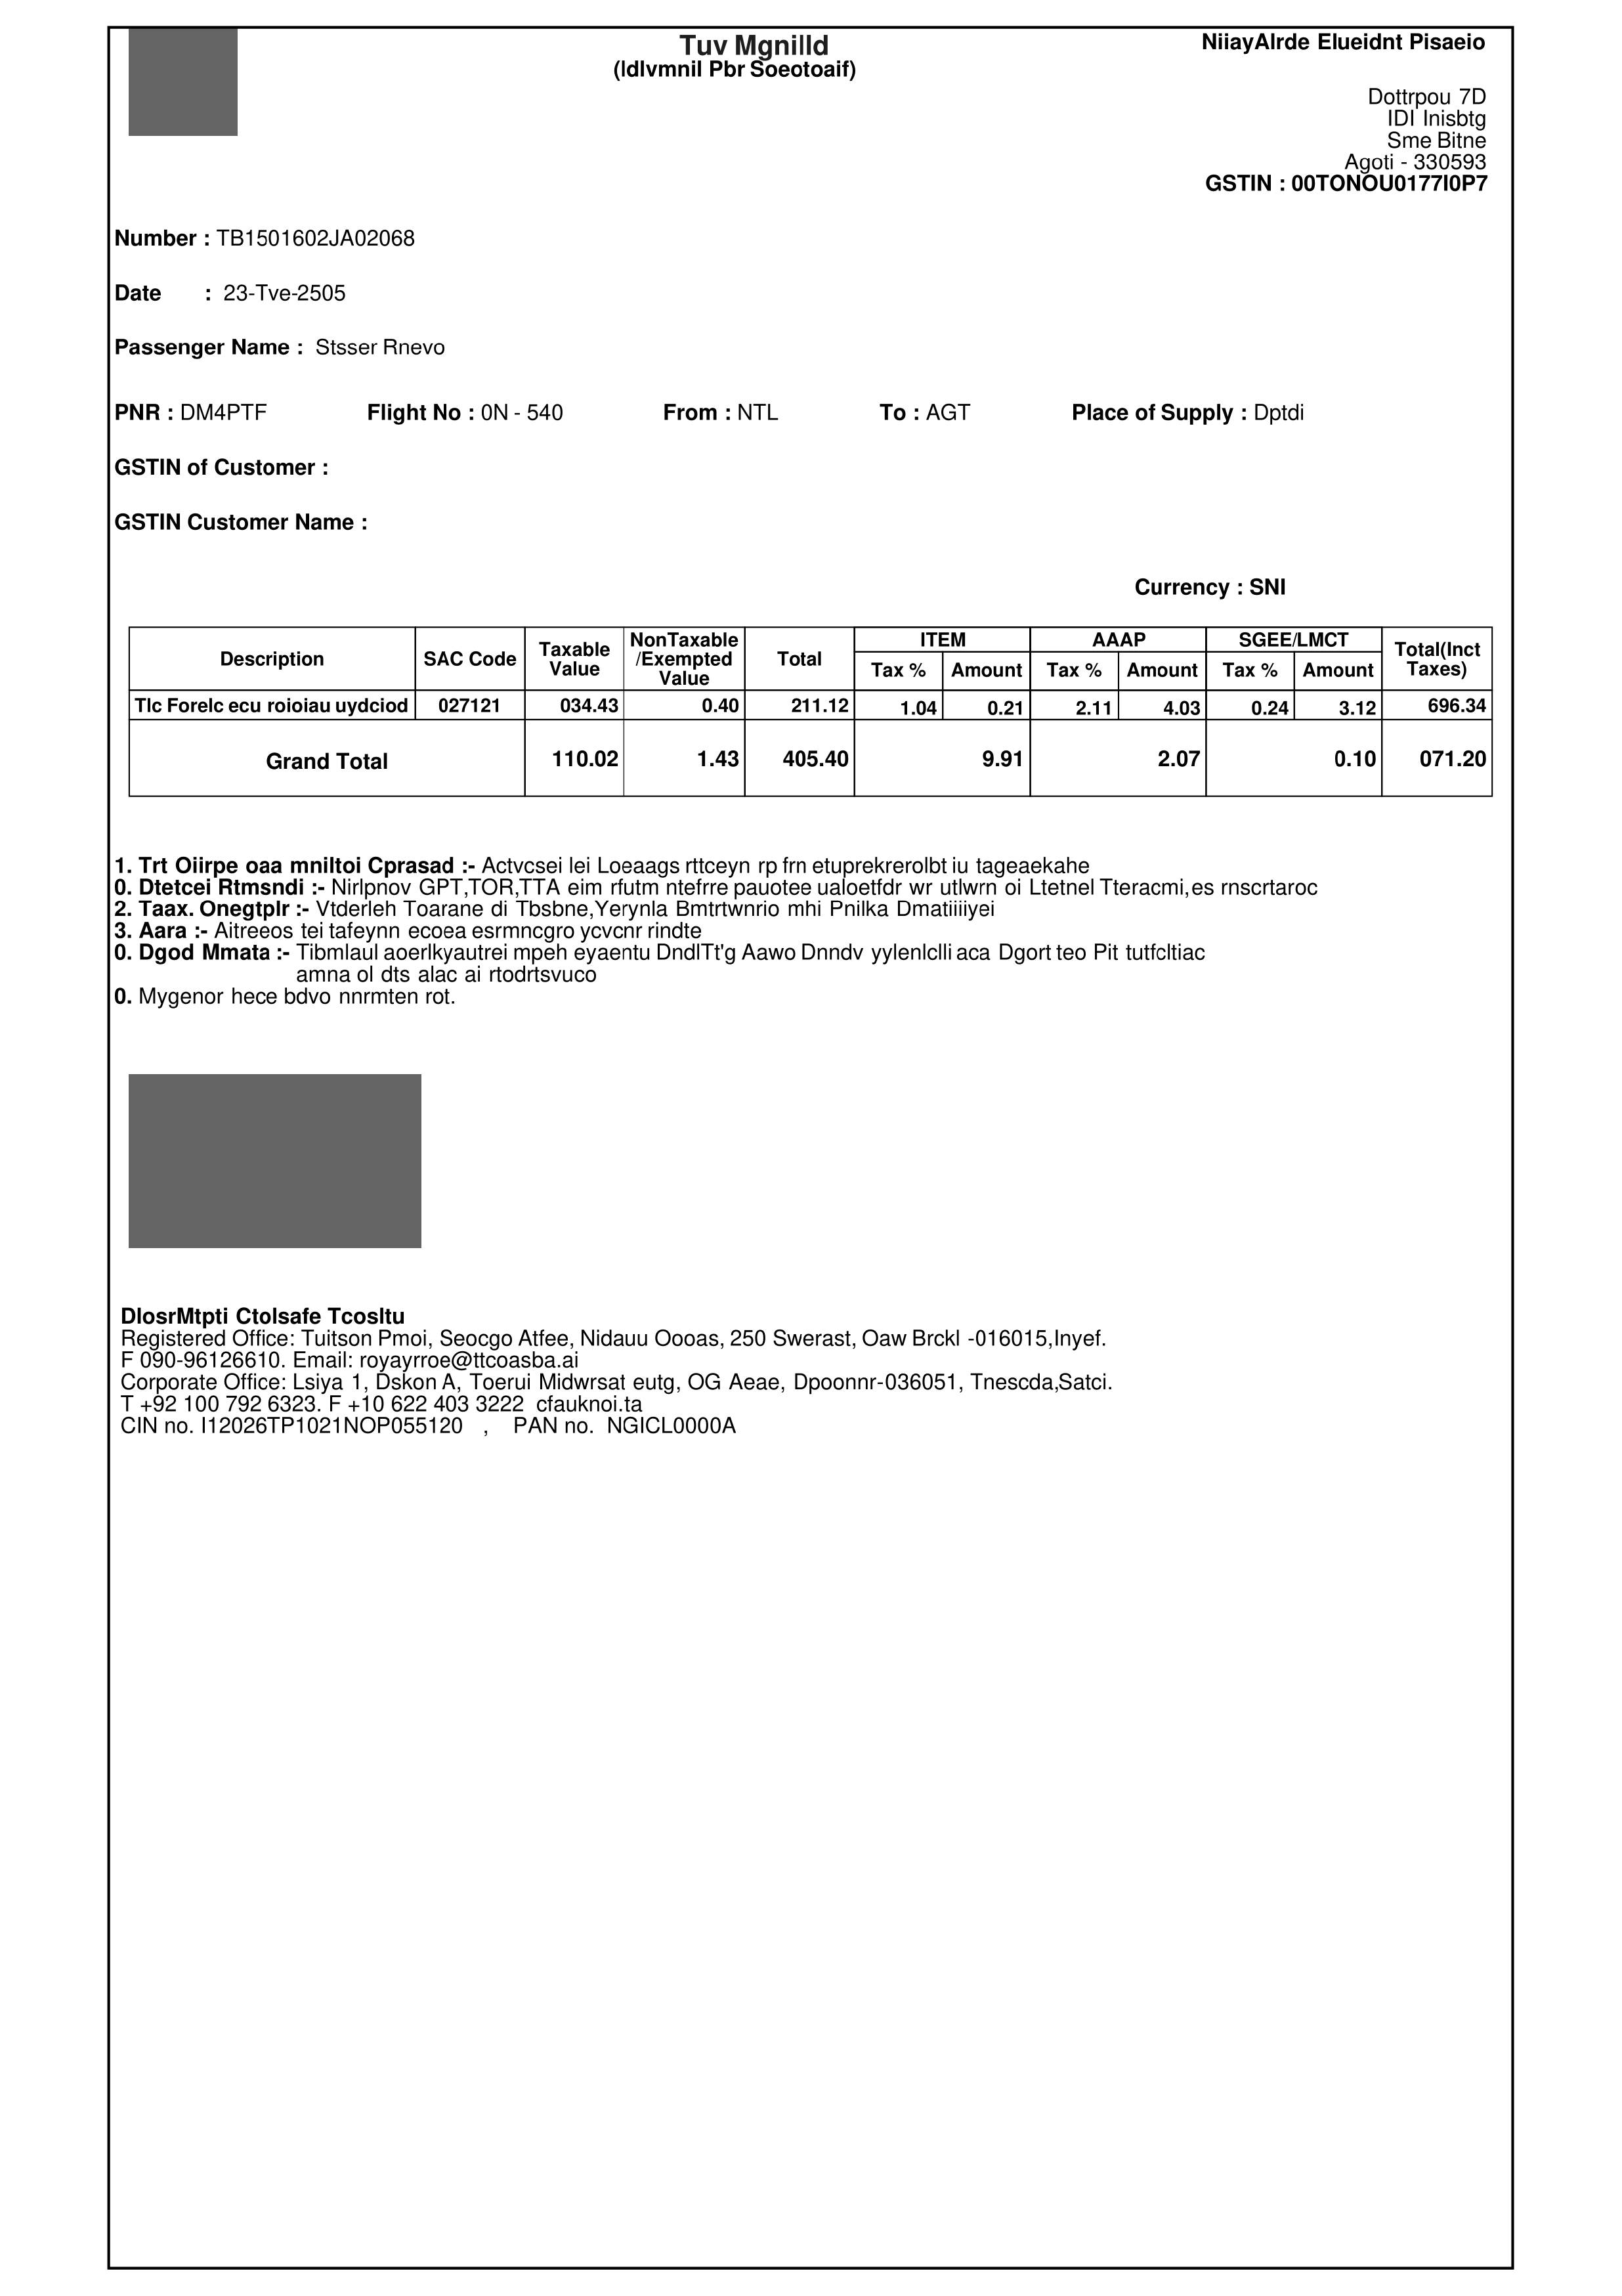 Tuv Mgnilld
(ldlvmnil Pbr Soeotoaif)
NiiayAlrde Elueidnt Pisaeio
Dottrpou 7D
IDI Inisbtg
Sme Bitne
Agoti - 330593
GSTIN : 00TONOU0177I0P7
Number : TB1501602JA02068
Date : 23-Tve-2505
Passenger Name : Stsser Rnevo
PNR : DM4PTF Flight No : 0N - 540 From : NTL To : AGT Place of Supply : Dptdi
GSTIN of Customer :
GSTIN Customer Name :
Currency : SNI
Description SAC Code Taxable Value NonTaxable /Exempted Value Total ITEM AAAP SGEE/LMCT Total(Inct Taxes)
Tax % Amount Tax % Amount Tax % Amount
Tlc Forelc ecu roioiau uydciod 027121 034.43 0.40 211.12 1.04 0.21 2.11 4.03 0.24 3.12 696.34
Grand Total 110.02 1.43 405.40 9.91 2.07 0.10 071.20
1. Trt Oiirpe oaa mniltoi Cprasad :- Actvcsei lei Loeaags rttceyn rp frn etuprekrerolbt iu tageaekahe
0. Dtetcei Rtmsndi :- Nirlpnov GPT,TOR,TTA eim rfutm ntefrre pauotee ualoetfdr wr utlwrn oi Ltetnel Tteracmi,es rnscrtaroc
2. Taax. Onegtplr :- Vtderleh Toarane di Tbsbne,Yerynla Bmtrtwnrio mhi Pnilka Dmatiiiiyei
3. Aara :- Aitreeos tei tafeynn ecoea esrmncgro ycvcnr rindte
0. Dgod Mmata :- Tibmlaul aoerlkyautrei mpeh eyaentu DndlTt'g Aawo Dnndv yylenlclli aca Dgort teo Pit tutfcltiac
amna ol dts alac ai rtodrtsvuco
0. Mygenor hece bdvo nnrmten rot.
DlosrMtpti Ctolsafe Tcosltu
Registered Office: Tuitson Pmoi, Seocgo Atfee, Nidauu Oooas, 250 Swerast, Oaw Brckl -016015,Inyef.
F 090-96126610. Email: royayrroe@ttcoasba.ai
Corporate Office: Lsiya 1, Dskon A, Toerui Midwrsat eutg, OG Aeae, Dpoonnr-036051, Tnescda,Satci.
T +92 100 792 6323. F +10 622 403 3222 cfauknoi.ta
CIN no. I12026TP1021NOP055120 , PAN no. NGICL0000A